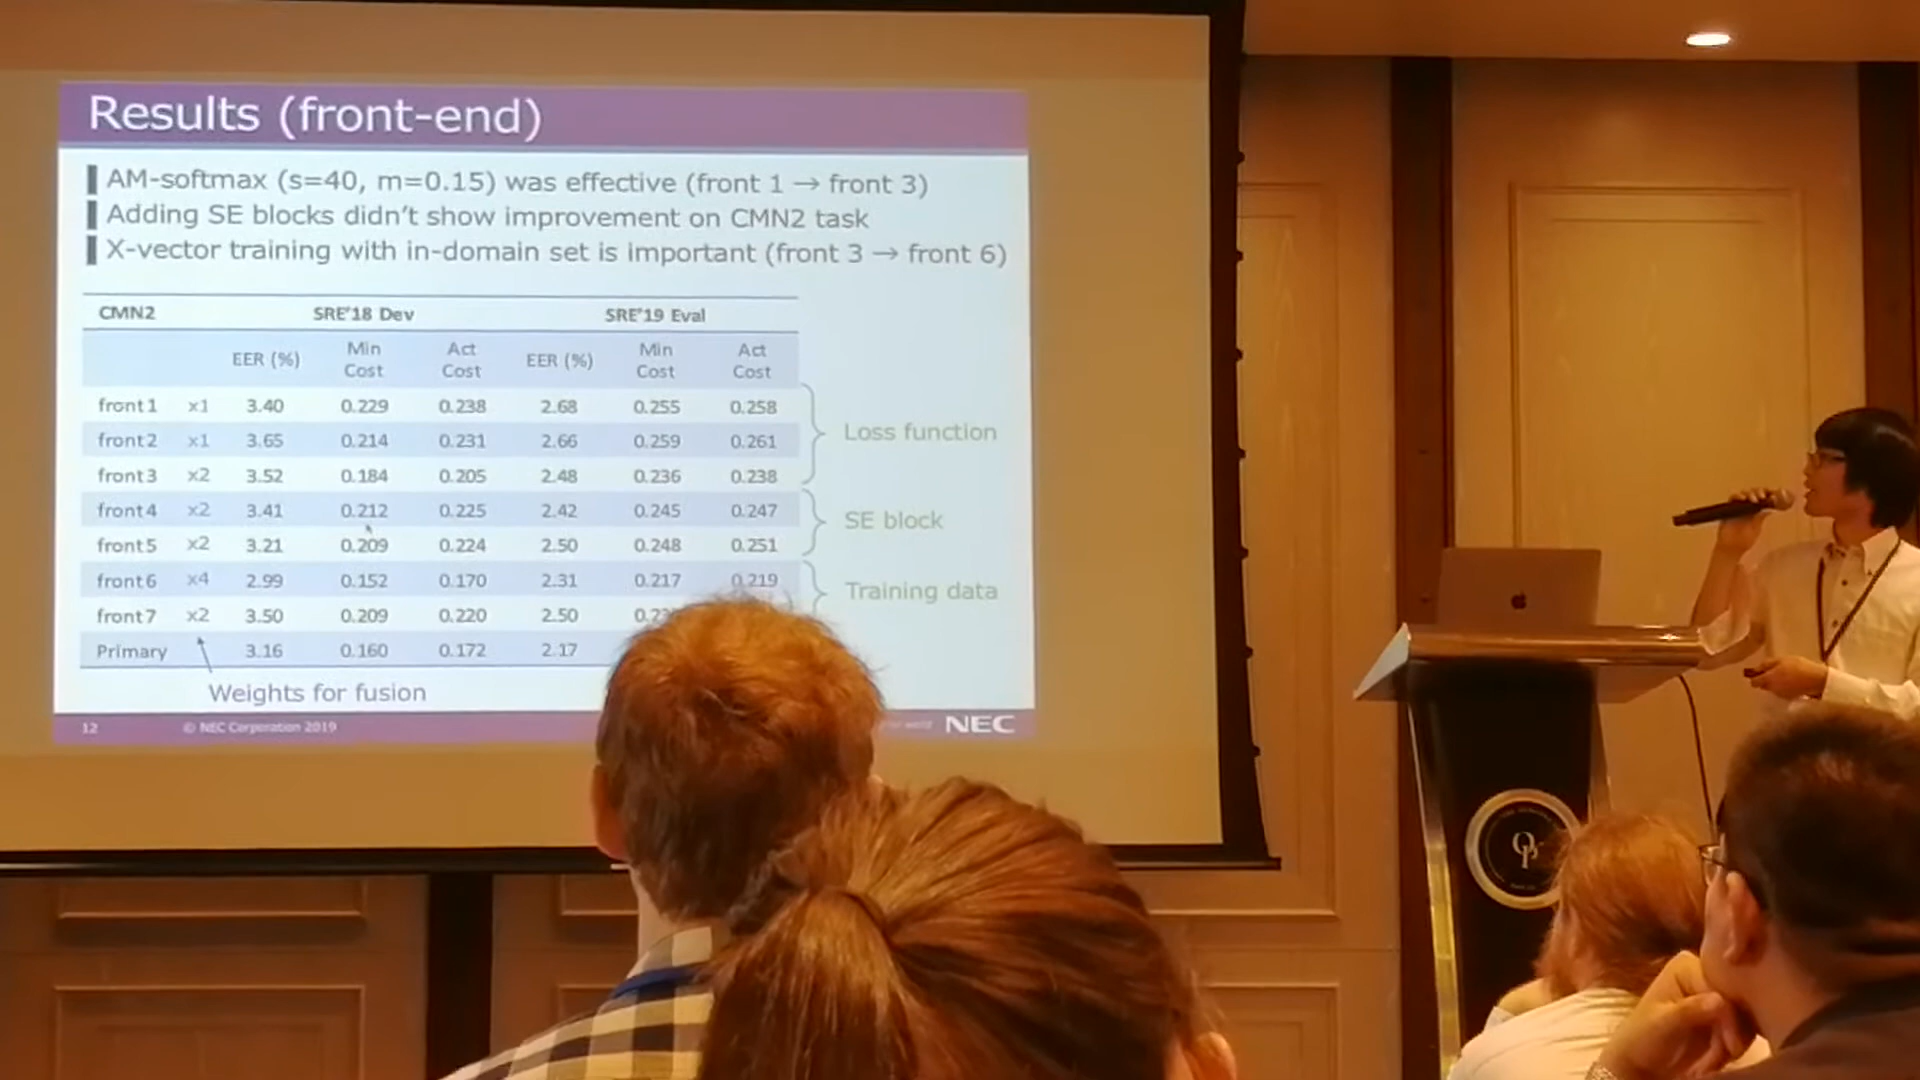 Results (front-end)
AM-softmax (s=40, m=0.15) was effective (front 1 → front 3)
Adding SE blocks didn't show improvement on CMN2 task
X-vector training with in-domain set is important (front 3 → front 6)
CMN2 SRE'18 Dev SRE'19 Eval
EER (%) Min Cost Act Cost EER (%) Min Cost Act Cost
front1 x1 3.40 0.229 0.238 2.68 0.255 0.258
front2 x1 3.65 0.214 0.231 2.66 0.259 0.261
Loss function
front3 x2 3.52 0.184 0.205 2.48 0.236 0.238
front4 x2 3.41 0.212 0.225 2.42 0.245 0.247
SE block
front5 x2 3.21 0.209 0.224 2.50 0.248 0.251
front6 x4 2.99 0.152 0.170 2.31 0.217 0.219
Training data
front7 x2 3.50 0.209 0.220 2.50
Primary 3.16 0.160 0.172 2.17
Weights for fusion
12 © NEC Corporation 2019 world NEC